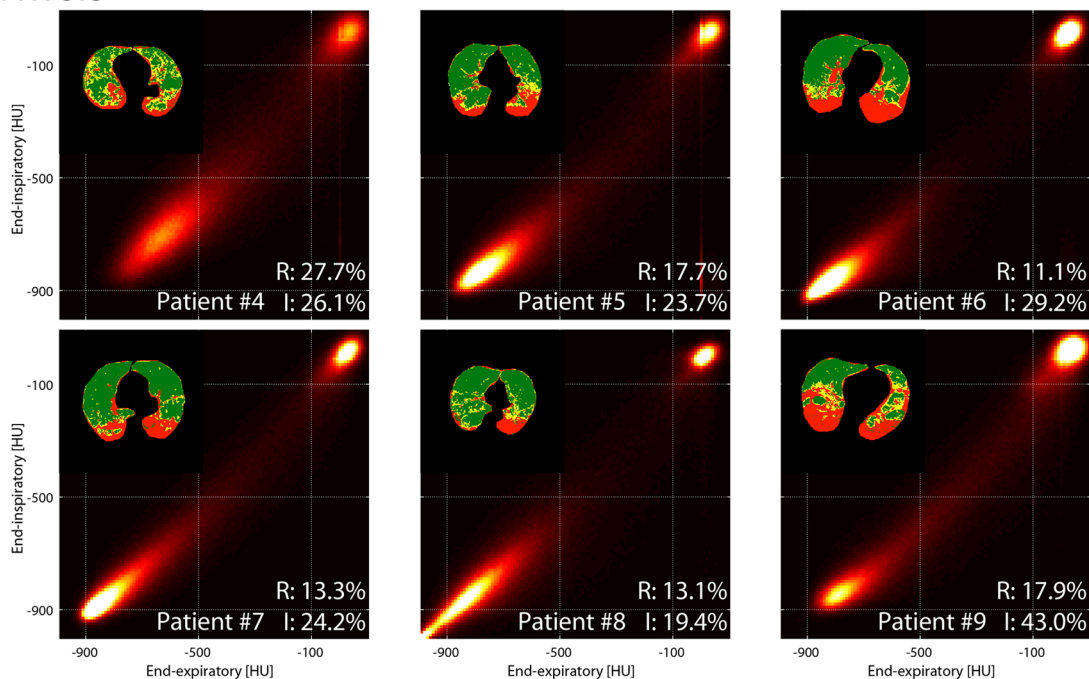 End-inspiratory [HU]
-100
-500
-900
R: 27.7%
Patient #4 I: 26.1%
R: 17.7%
Patient #5 I: 23.7%
R: 11.1%
Patient #6 I: 29.2%
End-inspiratory [HU]
-100
-500
-900
R: 13.3%
Patient #7 I: 24.2%
R: 13.1%
Patient #8 I: 19.4%
R: 17.9%
Patient #9 I: 43.0%
-900 -500 -100
End-expiratory [HU]
-900 -500 -100
End-expiratory [HU]
-900 -500 -100
End-expiratory [HU]